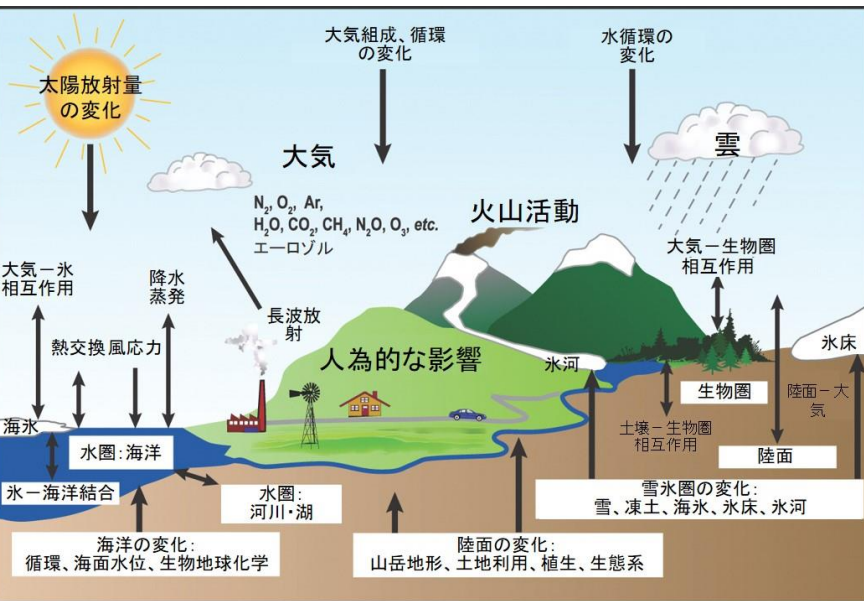 大気組成、循環
の変化
水循環の
変化
太陽放射量
の変化
雲
大気
N2, O2, Ar,
H2O, CO2, CH4, N2O, O3, etc.
エーロゾル
火山活動
大気－生物圏
相互作用
大気－氷
相互作用
降水
蒸発
長波放
射
熱交換
風応力
人為的な影響
氷河
氷床
生物圏
陸面－大
気
海氷
水圏:海洋
土壌－生物圏
相互作用
陸面
氷－海洋結合
水圏:
河川・湖
雪氷圏の変化:
雪、凍土、海氷、氷床、氷河
海洋の変化:
循環、海面水位、生物地球化学
陸面の変化:
山岳地形、土地利用、植生、生態系